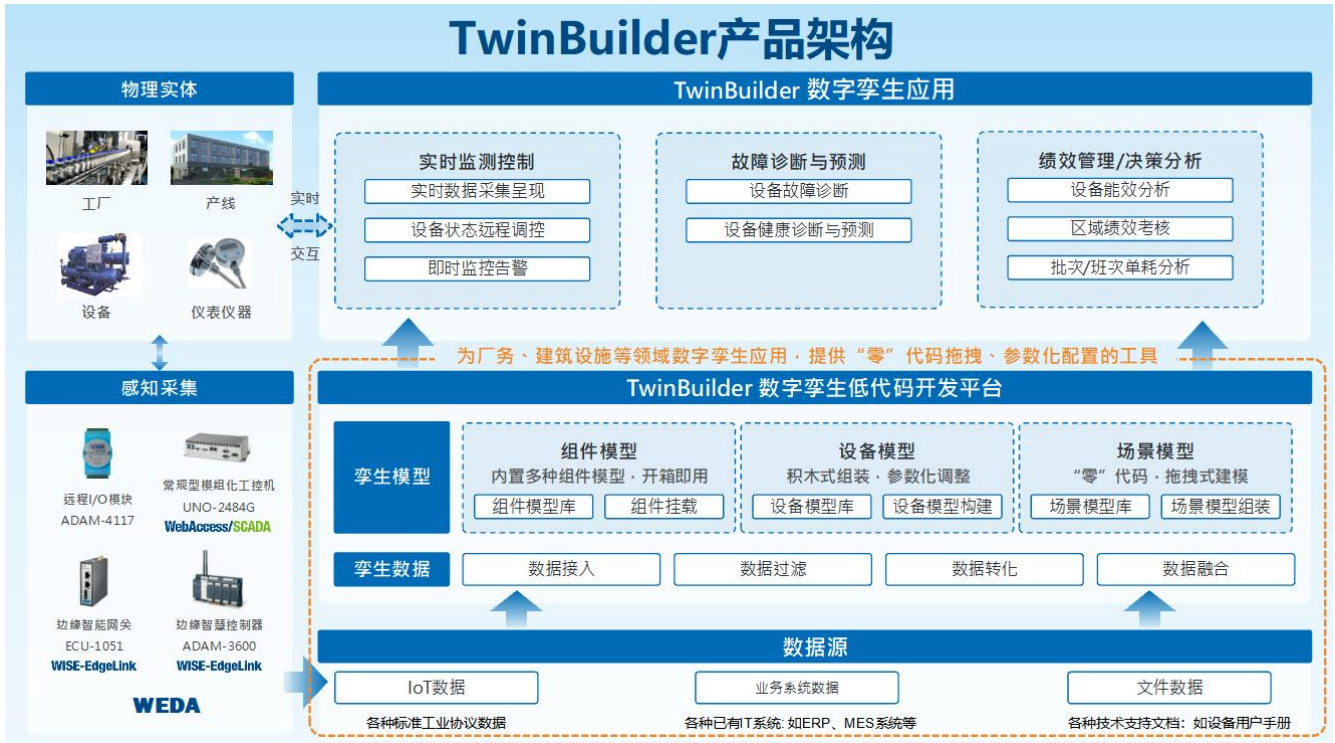 TwinBuilder产品架构
物理实体
工厂
产线
设备
仪表仪器
实时
交互
TwinBuilder 数字孪生应用
实时监测控制
实时数据采集呈现
设备状态远程调控
即时监控告警
故障诊断与预测
设备故障诊断
设备健康诊断与预测
绩效管理/决策分析
设备能效分析
区域绩效考核
批次/班次单耗分析
感知采集
远程I/O模块
ADAM-4117
常规型模组化工控机
UNO-2484G
WebAccess/SCADA
边缘智能网关
ECU-1051
WISE-EdgeLink
边缘智慧控制器
ADAM-3600
WISE-EdgeLink
WEDA
为厂务、建筑设施等领域数字孪生应用，提供“零”代码拖拽、参数化配置的工具
TwinBuilder 数字孪生低代码开发平台
孪生模型
组件模型
内置多种组件模型·开箱即用
组件模型库
组件挂载
设备模型
积木式组装·参数化调整
设备模型库
设备模型构建
场景模型
“零”代码·拖拽式建模
场景模型库
场景模型组装
孪生数据
数据接入
数据过滤
数据转化
数据融合
数据源
IoT数据
各种标准工业协议数据
业务系统数据
各种已有IT系统: 如ERP、MES系统等
文件数据
各种技术支持文档：如设备用户手册